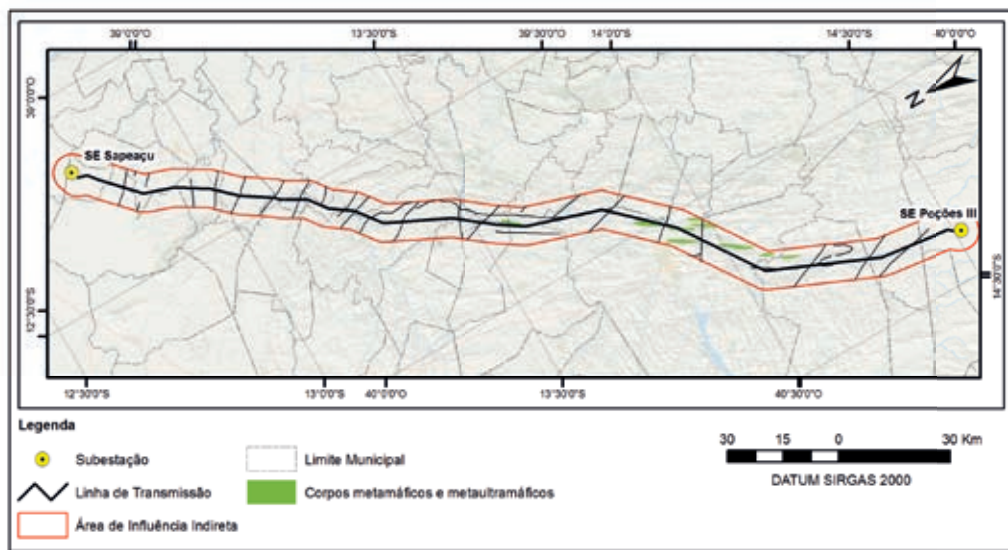 39°0'0"O
13°30'0"S
39°30'0"O
14°0'0"S
14°30'0"S
40°0'0"O
39°0'0"O
N
SE Sapeaçu
SE Poções III
12°30'0"S
14°30'0"S
12°30'0"S
13°0'0"S
40°0'0"O
13°30'0"S
40°30'0"O
Legenda
Subestação
Limite Municipal
Linha de Transmissão
Corpos metamáficos e metaultramáficos
Área de Influência Indireta
30 15 0 30 Km
DATUM SIRGAS 2000